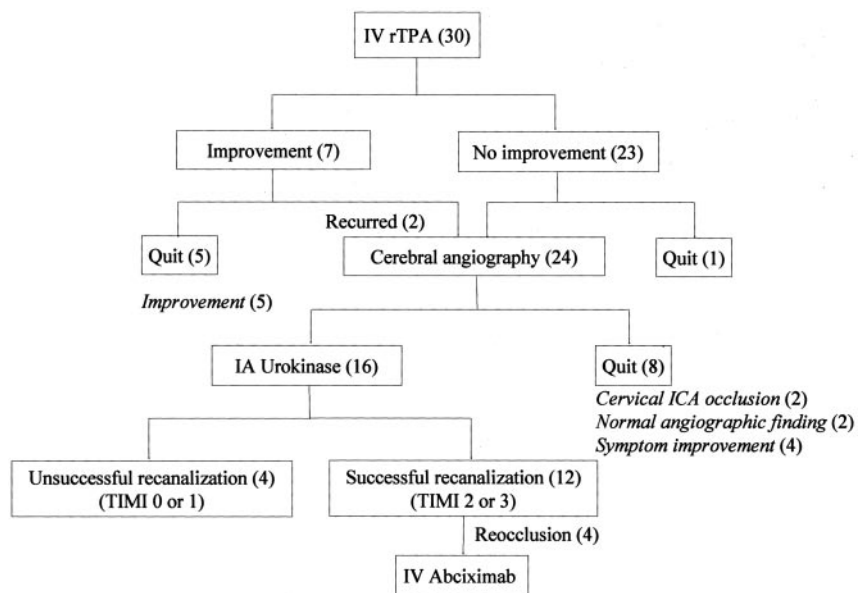 IV rTPA (30)
Improvement (7)
No improvement (23)
Recurred (2)
Quit (5)
Cerebral angiography (24)
Quit (1)
Improvement (5)
IA Urokinase (16)
Quit (8)
Cervical ICA occlusion (2)
Normal angiographic finding (2)
Symptom improvement (4)
Unsuccessful recanalization (4)
(TIMI 0 or 1)
Successful recanalization (12)
(TIMI 2 or 3)
Reocclusion (4)
IV Abciximab